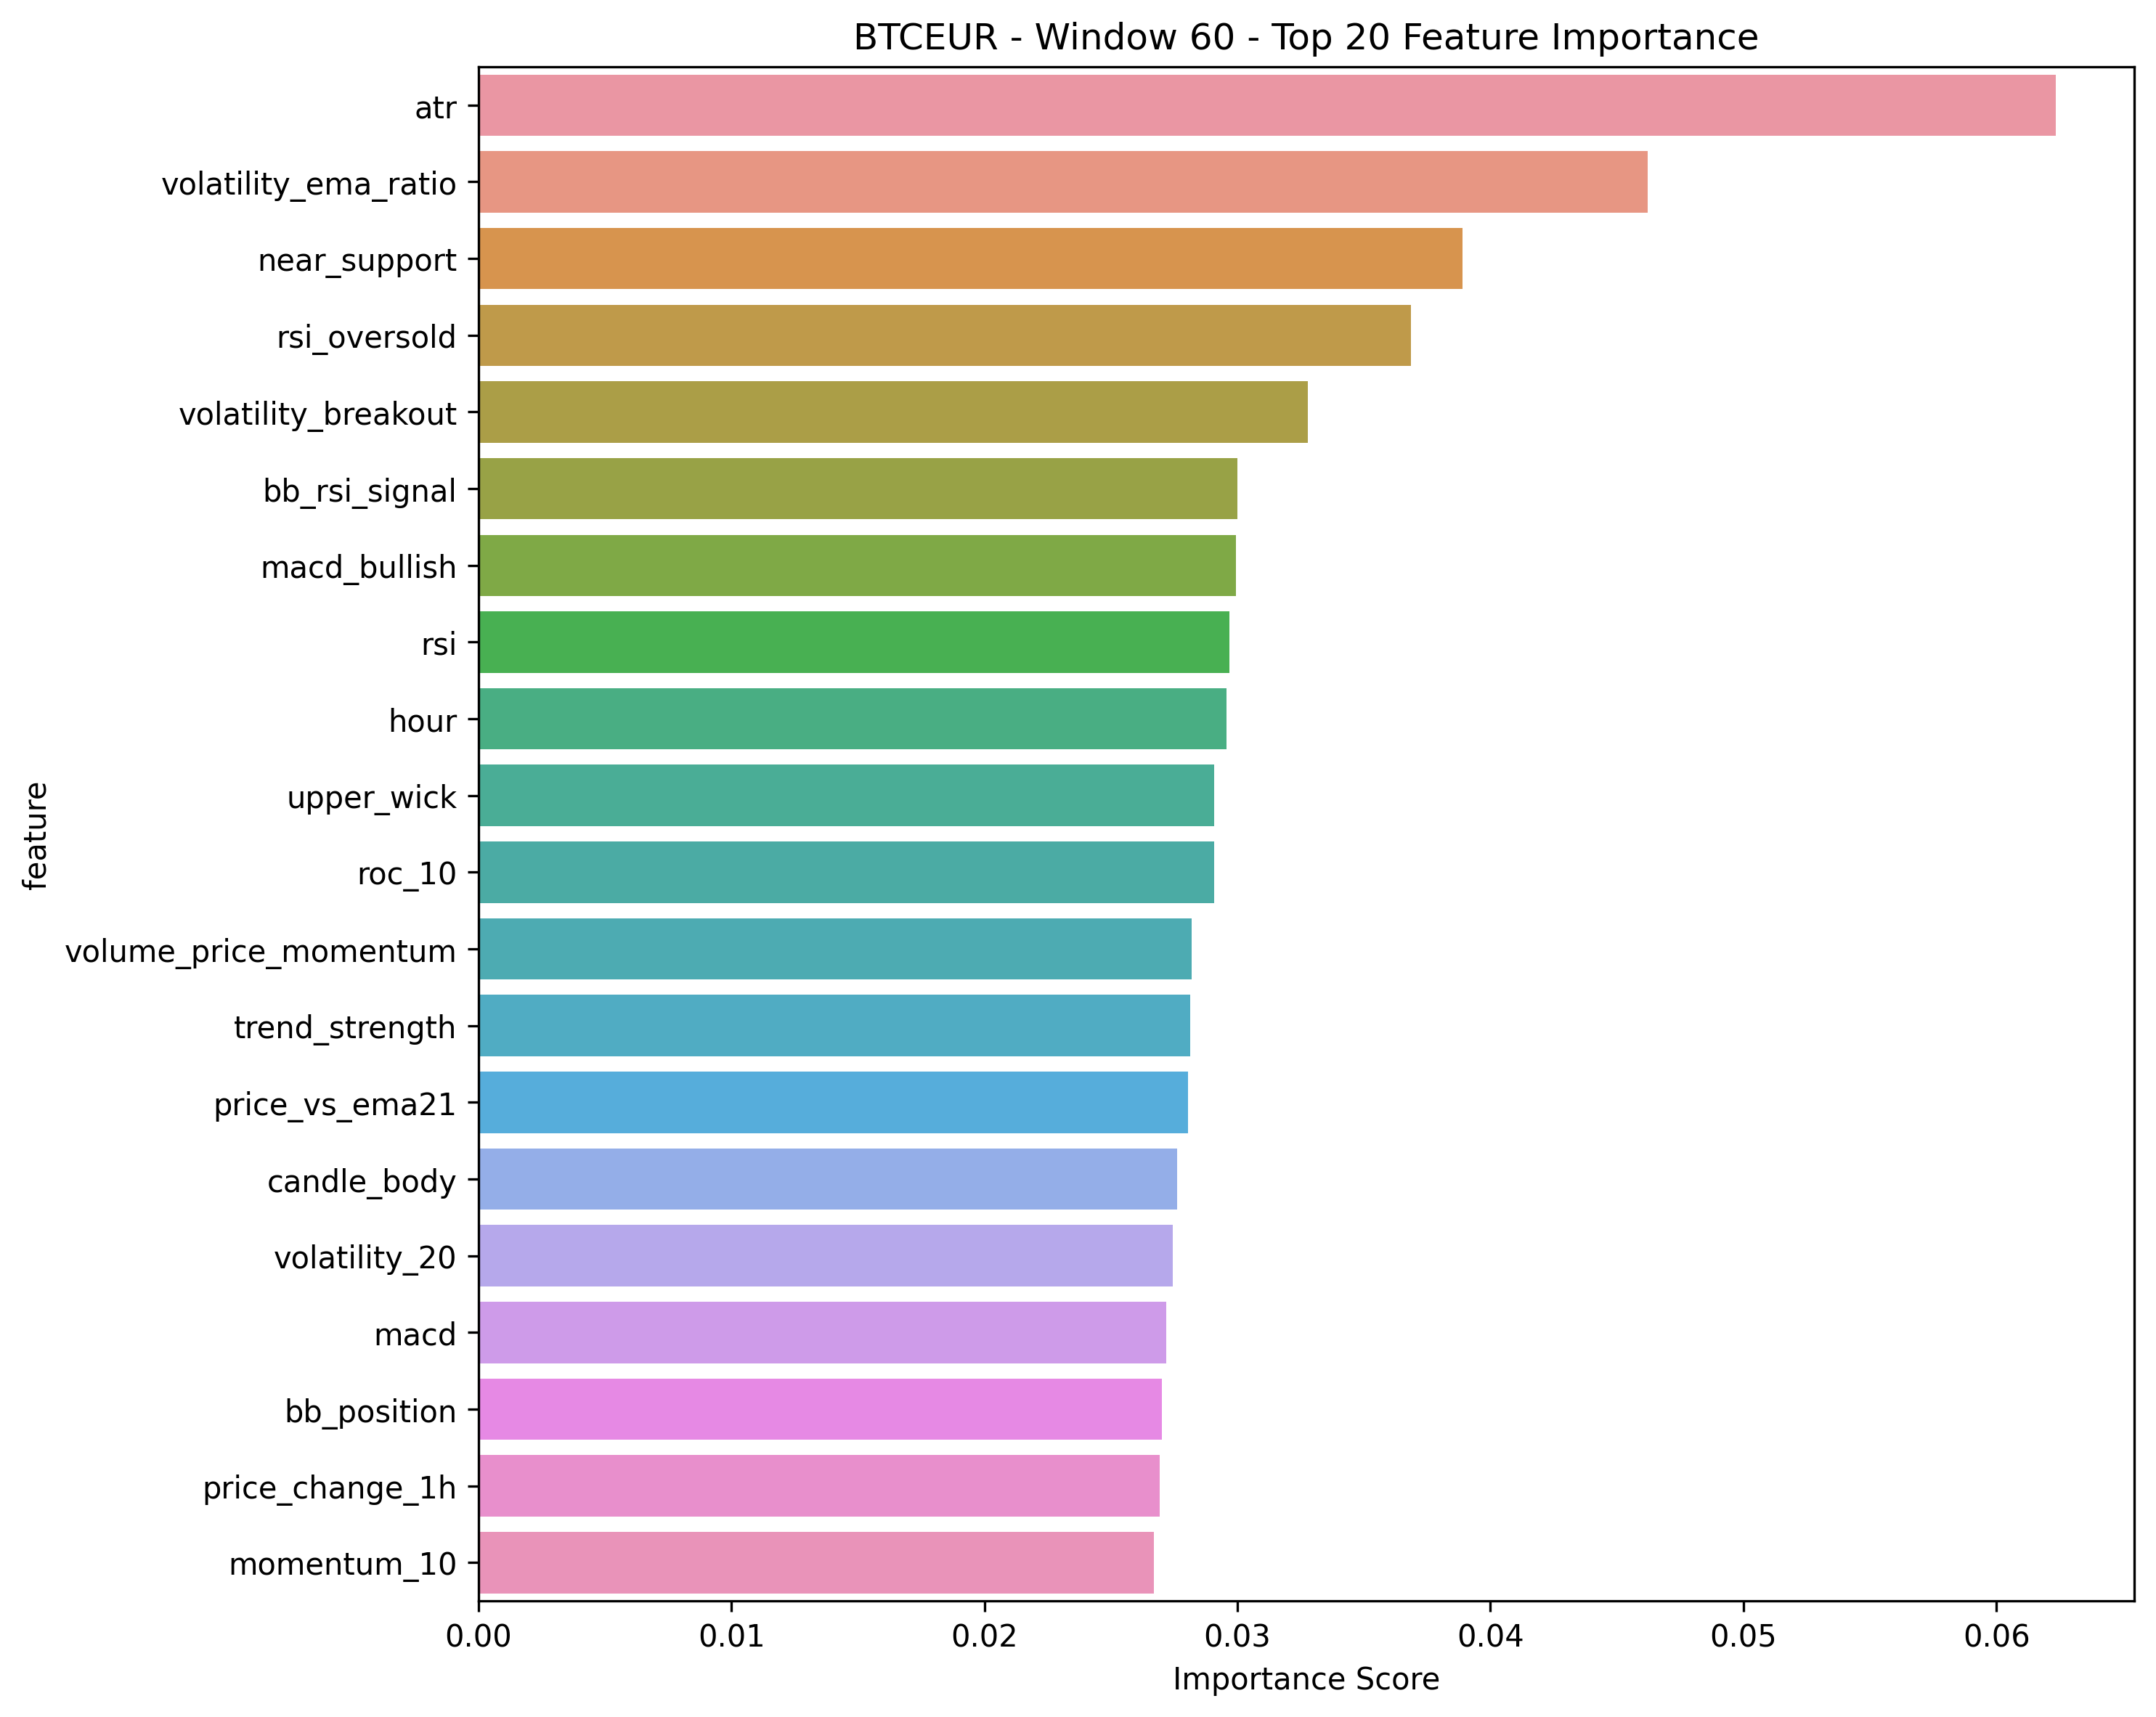 BTCEUR - Window 60 - Top 20 Feature Importance
atr
volatility_ema_ratio
near_support
rsi_oversold
volatility_breakout
bb_rsi_signal
macd_bullish
rsi
hour
upper_wick
roc_10
volume_price_momentum
trend_strength
price_vs_ema21
candle_body
volatility_20
macd
bb_position
price_change_1h
momentum_10
feature
0.00 0.01 0.02 0.03 0.04 0.05 0.06
Importance Score